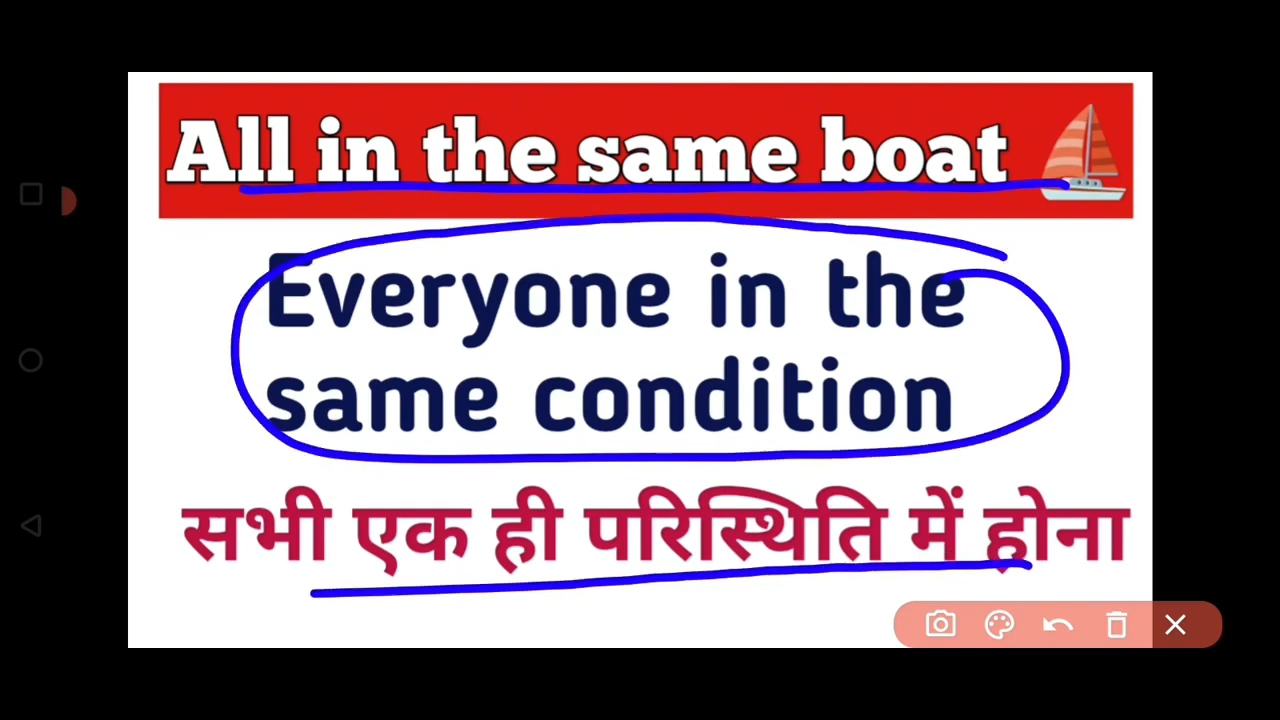 All in the same boat
Everyone in the
same condition
सभी एक ही परिस्थिति में होना